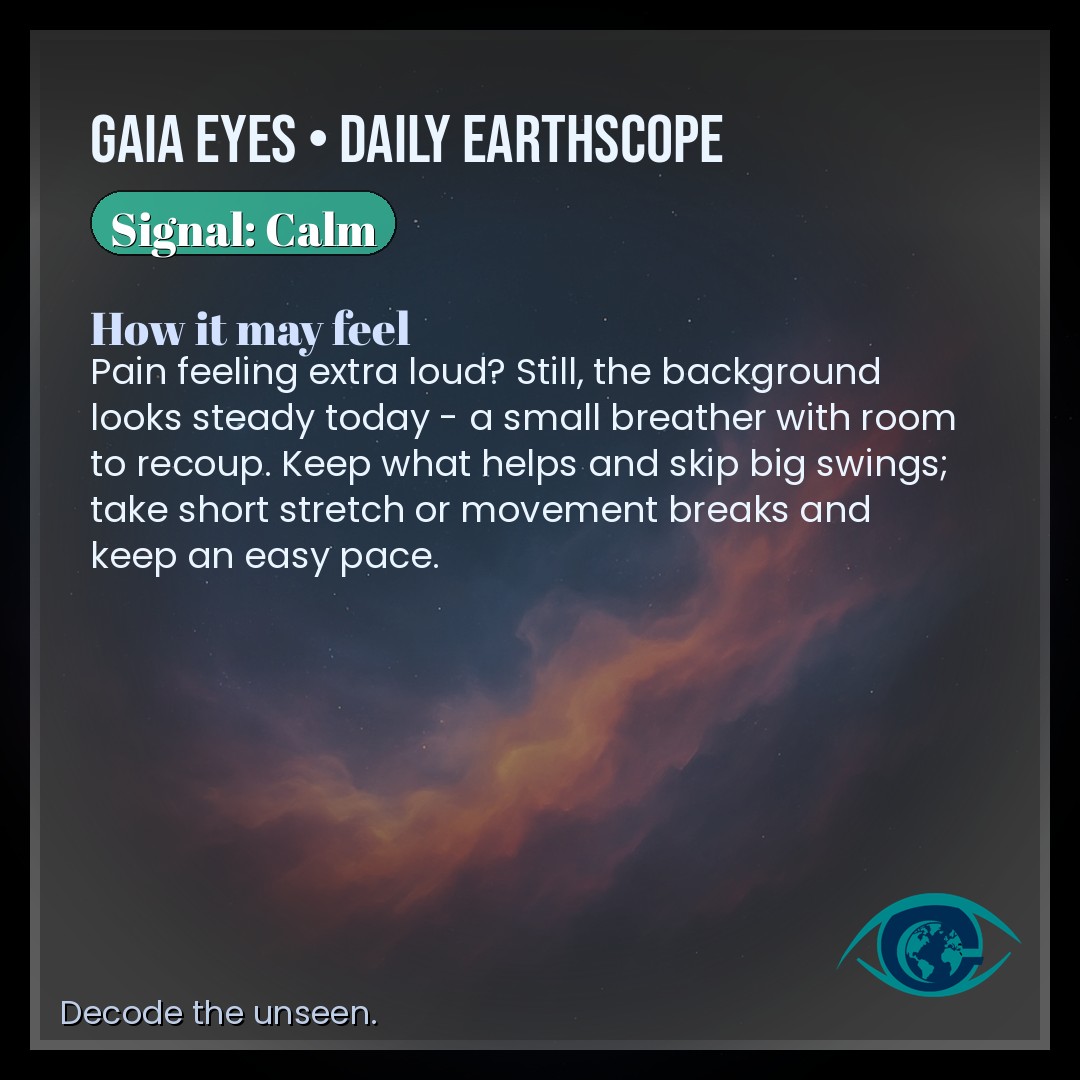 GAIA EYES • DAILY EARTHSCOPE
Signal: Calm
How it may feel
Pain feeling extra loud? Still, the background
looks steady today - a small breather with room
to recoup. Keep what helps and skip big swings;
take short stretch or movement breaks and
keep an easy pace.
Decode the unseen.